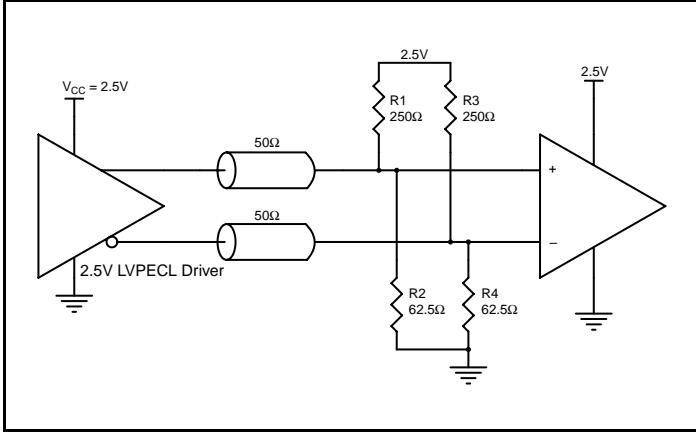 2.5V
V_CC = 2.5V
2.5V
R1
250Ω
R3
250Ω
50Ω
+
50Ω
–
2.5V LVPECL Driver
R2
62.5Ω
R4
62.5Ω